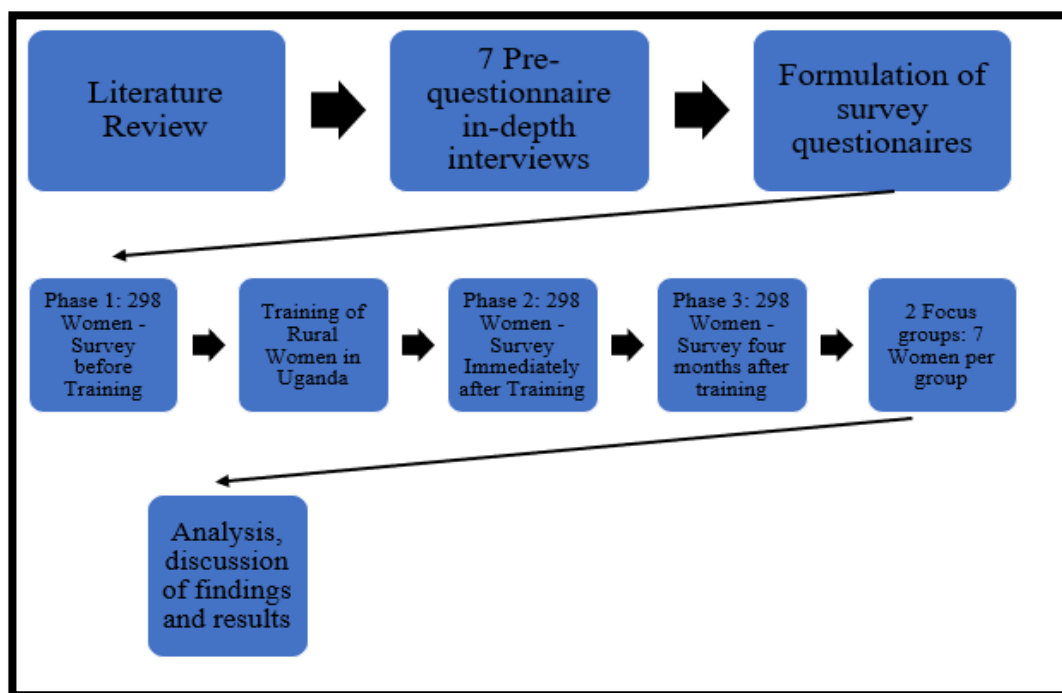 Literature
Review
7 Pre-
questionnaire
in-depth
interviews
Formulation of
survey
questionaires
Phase 1: 298
Women -
Survey
before
Training
Training of
Rural
Women in
Uganda
Phase 2: 298
Women -
Survey
Immediately
after Training
Phase 3: 298
Women -
Survey four
months after
training
2 Focus
groups: 7
Women per
group
Analysis,
discussion
of findings
and results